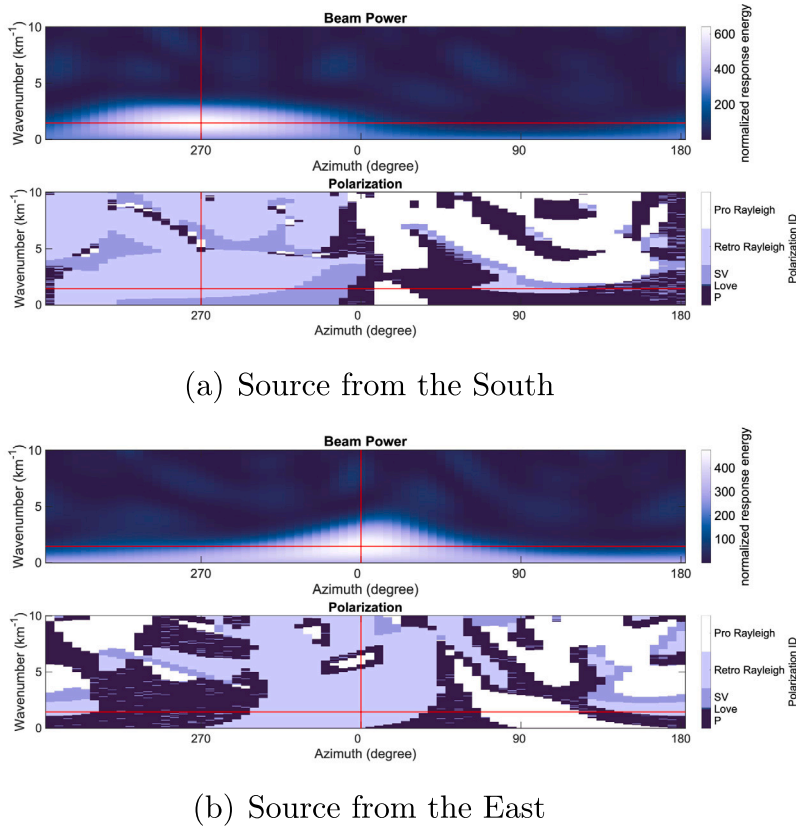 Beam Power
10
5
0
Wavenumber (km⁻¹)
270
0
90
180
Azimuth (degree)
600
400
200
normalized response energy
Polarization
10
5
0
Wavenumber (km⁻¹)
270
0
90
180
Azimuth (degree)
Pro Rayleigh
Retro Rayleigh
SV
Love
P
Polarization ID
(a) Source from the South
Beam Power
10
5
0
Wavenumber (km⁻¹)
270
0
90
180
Azimuth (degree)
400
300
200
100
normalized response energy
Polarization
10
5
0
Wavenumber (km⁻¹)
270
0
90
180
Azimuth (degree)
Pro Rayleigh
Retro Rayleigh
SV
Love
P
Polarization ID
(b) Source from the East